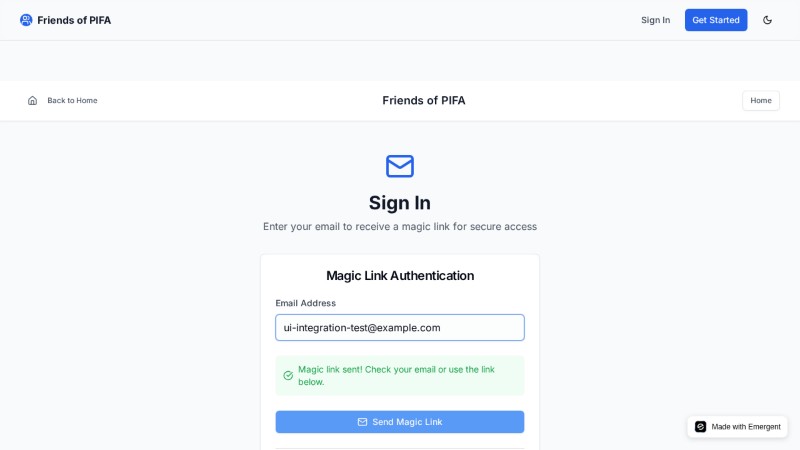 Friends of PIFA
Sign In
Get Started
Back to Home
Friends of PIFA
Home
Sign In
Enter your email to receive a magic link for secure access
Magic Link Authentication
Email Address
ui-integration-test@example.com
Magic link sent! Check your email or use the link
below.
Send Magic Link
Made with Emergent